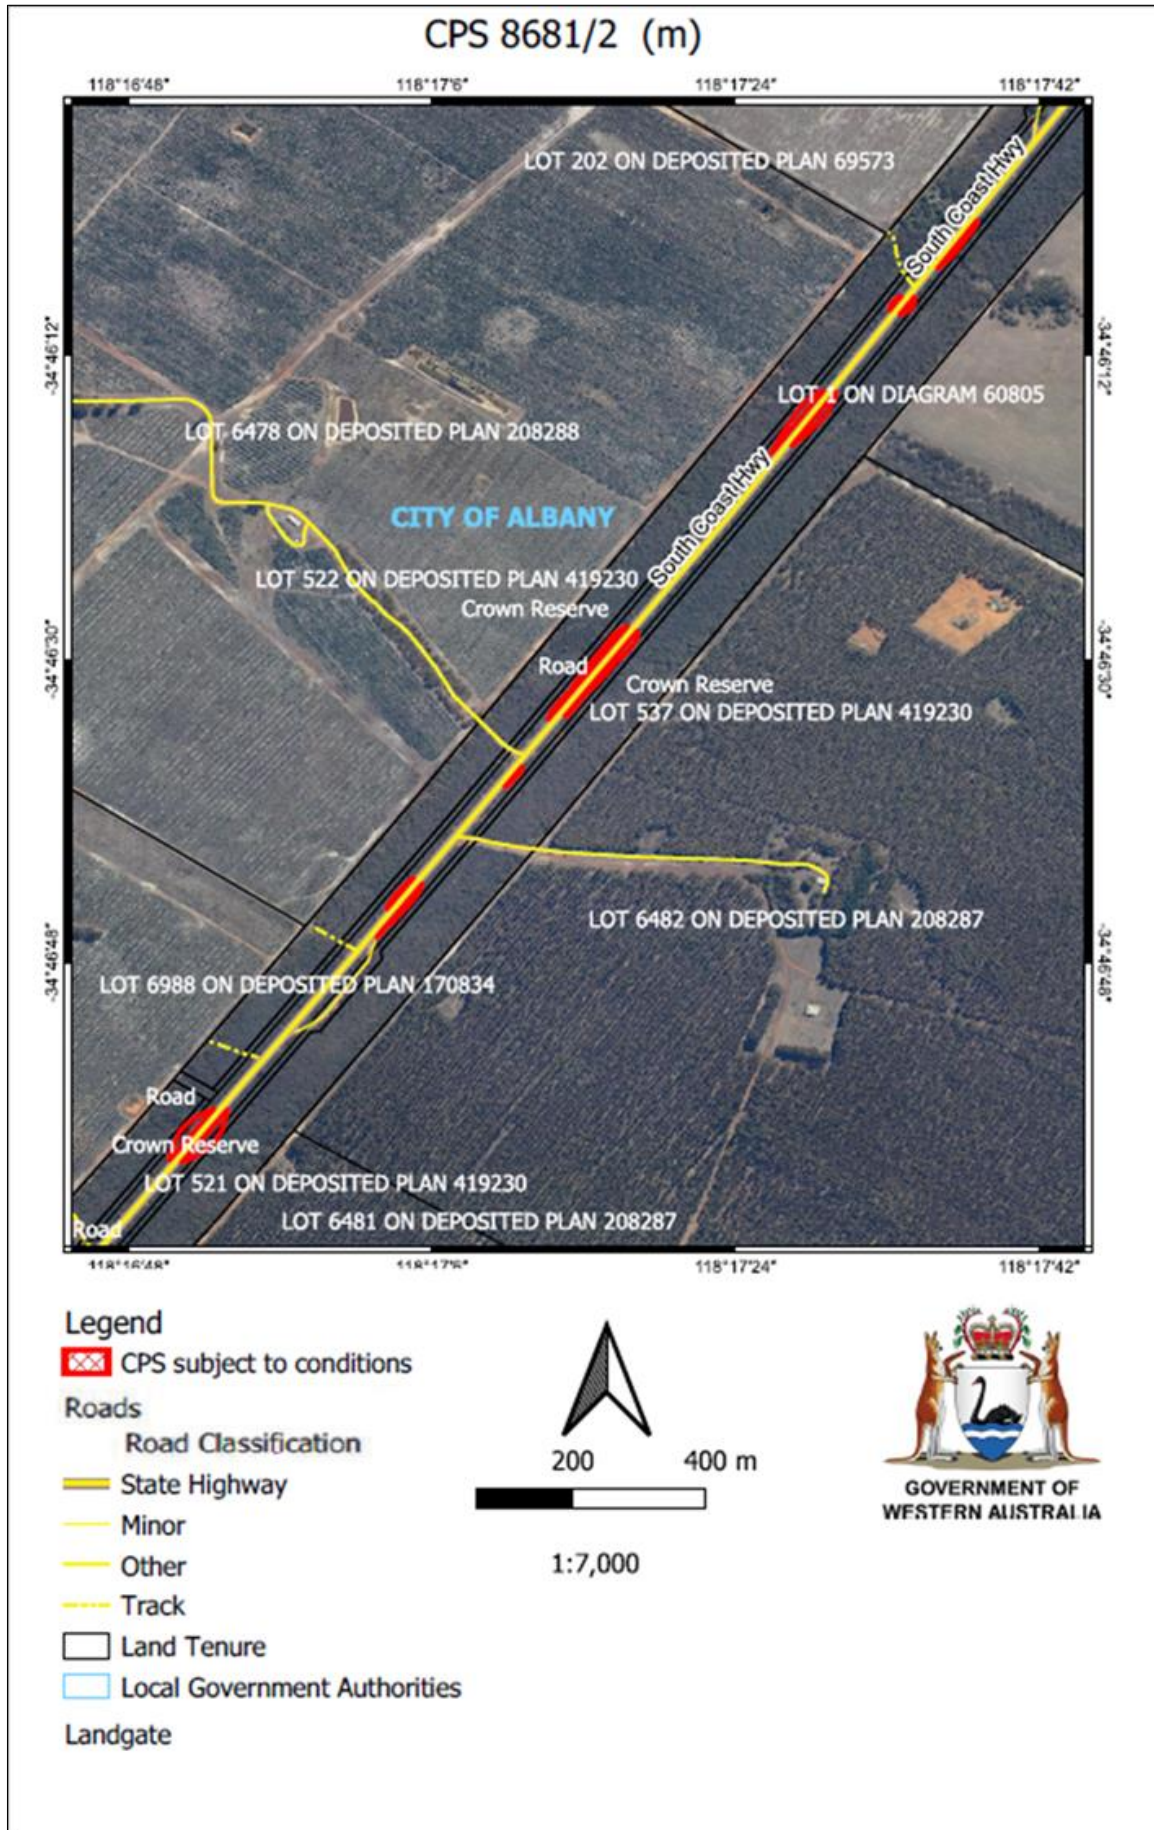 CPS 8681/2 (m)
118°16'48" 118°17'6" 118°17'24" 118°17'42"
LOT 202 ON DEPOSITED PLAN 69573
South Coast Hwy
-34°46'12" -34°46'12"
LOT 1 ON DIAGRAM 60805
LOT 6478 ON DEPOSITED PLAN 208288
South Coast Hwy
CITY OF ALBANY
LOT 522 ON DEPOSITED PLAN 419230
Crown Reserve
-34°46'30" -34°46'30"
Road
Crown Reserve
LOT 537 ON DEPOSITED PLAN 419230
LOT 6482 ON DEPOSITED PLAN 208287
-34°46'48" -34°46'48"
LOT 6988 ON DEPOSITED PLAN 170834
Road
Crown Reserve
LOT 521 ON DEPOSITED PLAN 419230
LOT 6481 ON DEPOSITED PLAN 208287
Road
118°16'48" 118°17'6" 118°17'24" 118°17'42"
Legend
CPS subject to conditions
Roads
Road Classification
State Highway
Minor
Other
Track
Land Tenure
Local Government Authorities
Landgate
200 400 m
1:7,000
GOVERNMENT OF
WESTERN AUSTRALIA